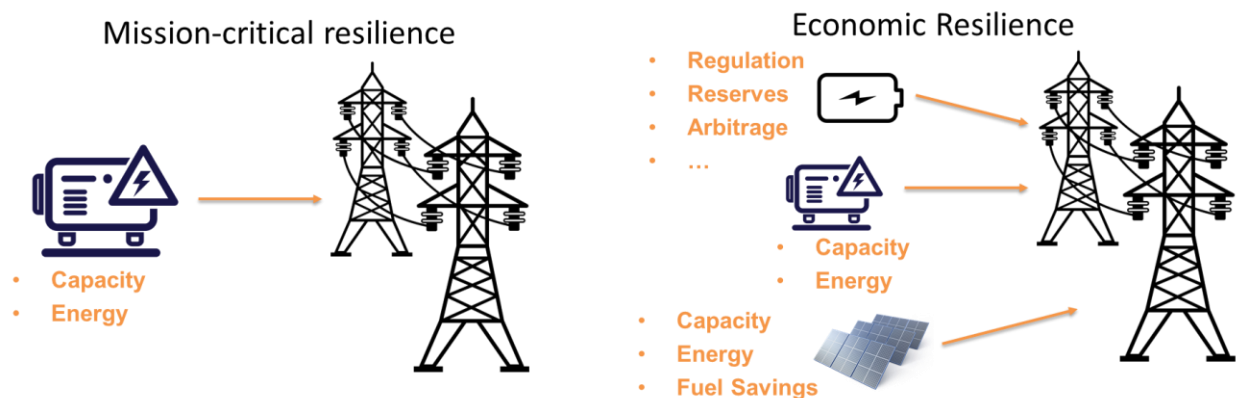 Mission-critical resilience
• Capacity
• Energy
Economic Resilience
• Regulation
• Reserves
• Arbitrage
• ...
• Capacity
• Energy
• Capacity
• Energy
• Fuel Savings